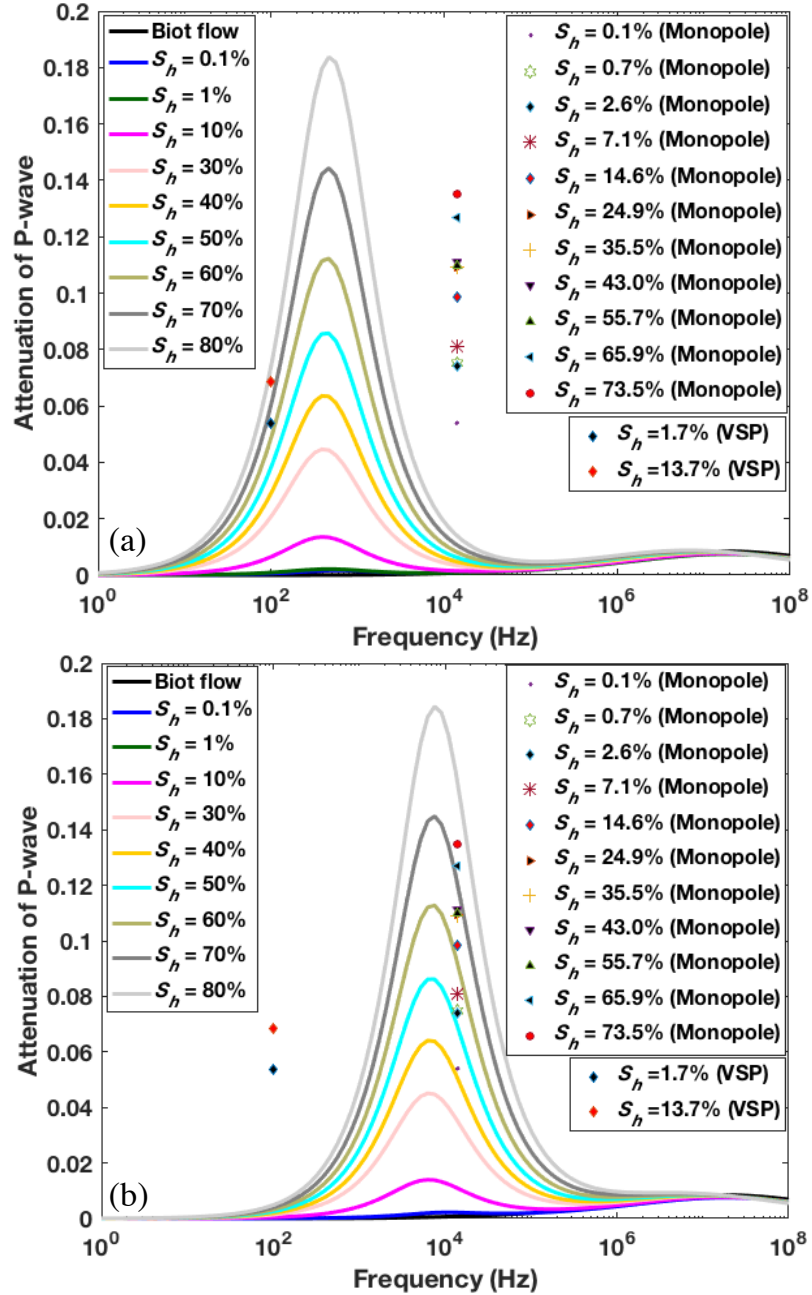 Attenuation of P-wave
0.2
0.18
0.16
0.14
0.12
0.1
0.08
0.06
0.04
0.02
0
Biot flow
S_h = 0.1%
S_h = 1%
S_h = 10%
S_h = 30%
S_h = 40%
S_h = 50%
S_h = 60%
S_h = 70%
S_h = 80%
S_h = 0.1% (Monopole)
S_h = 0.7% (Monopole)
S_h = 2.6% (Monopole)
S_h = 7.1% (Monopole)
S_h = 14.6% (Monopole)
S_h = 24.9% (Monopole)
S_h = 35.5% (Monopole)
S_h = 43.0% (Monopole)
S_h = 55.7% (Monopole)
S_h = 65.9% (Monopole)
S_h = 73.5% (Monopole)
S_h =1.7% (VSP)
S_h =13.7% (VSP)
(a)
10^0 10^2 10^4 10^6 10^8
Frequency (Hz)
Attenuation of P-wave
0.2
0.18
0.16
0.14
0.12
0.1
0.08
0.06
0.04
0.02
0
Biot flow
S_h = 0.1%
S_h = 1%
S_h = 10%
S_h = 30%
S_h = 40%
S_h = 50%
S_h = 60%
S_h = 70%
S_h = 80%
S_h = 0.1% (Monopole)
S_h = 0.7% (Monopole)
S_h = 2.6% (Monopole)
S_h = 7.1% (Monopole)
S_h = 14.6% (Monopole)
S_h = 24.9% (Monopole)
S_h = 35.5% (Monopole)
S_h = 43.0% (Monopole)
S_h = 55.7% (Monopole)
S_h = 65.9% (Monopole)
S_h = 73.5% (Monopole)
S_h =1.7% (VSP)
S_h =13.7% (VSP)
(b)
10^0 10^2 10^4 10^6 10^8
Frequency (Hz)